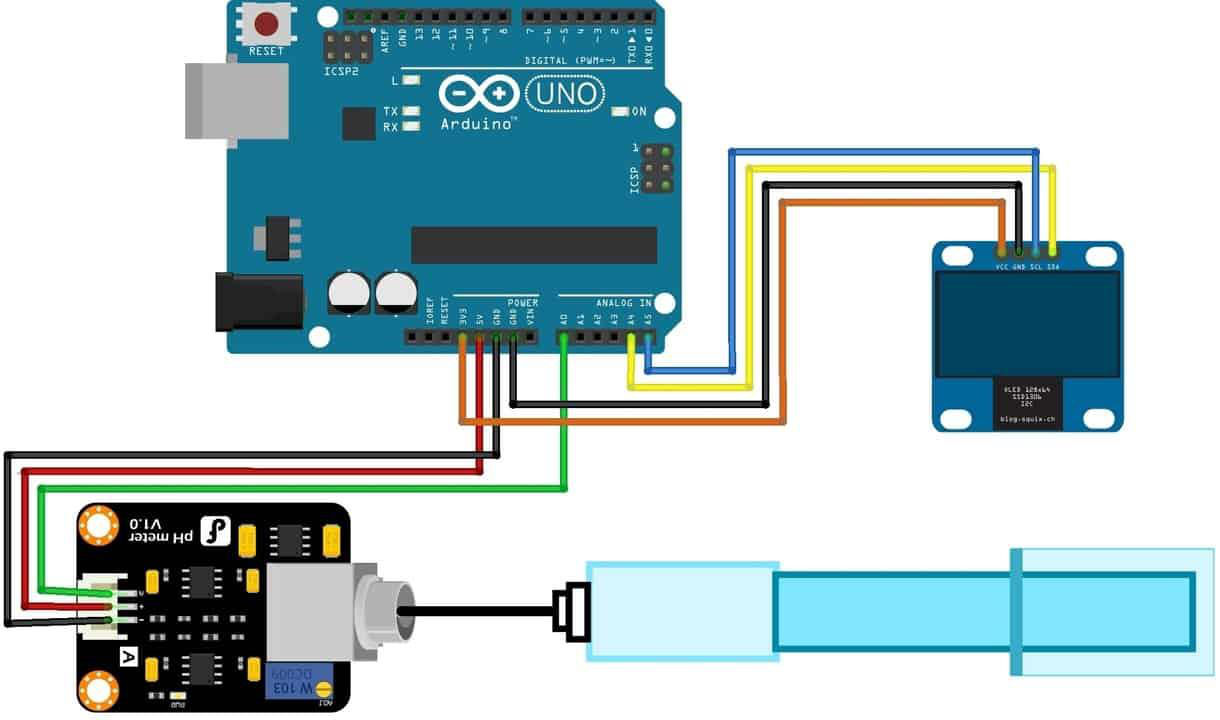 RESET
ICSP2
AREF
GND
13
12
~11
~10
~9
8
7
~6
~5
4
~3
2
TX0▶1
RX0◀0
DIGITAL (PWM=~)
L
TX
RX
UNO
ON
Arduino™
1
ICSP
POWER
ANALOG IN
IOREF
RESET
3V3
5V
GND
GND
VIN
A0
A1
A2
A3
A4
A5
VCC GND SCL SDA
OLED 128x64
SSD1306
I2C
blog.squix.ch
pH meter
V1.0
+
-
A
W 103
PWR